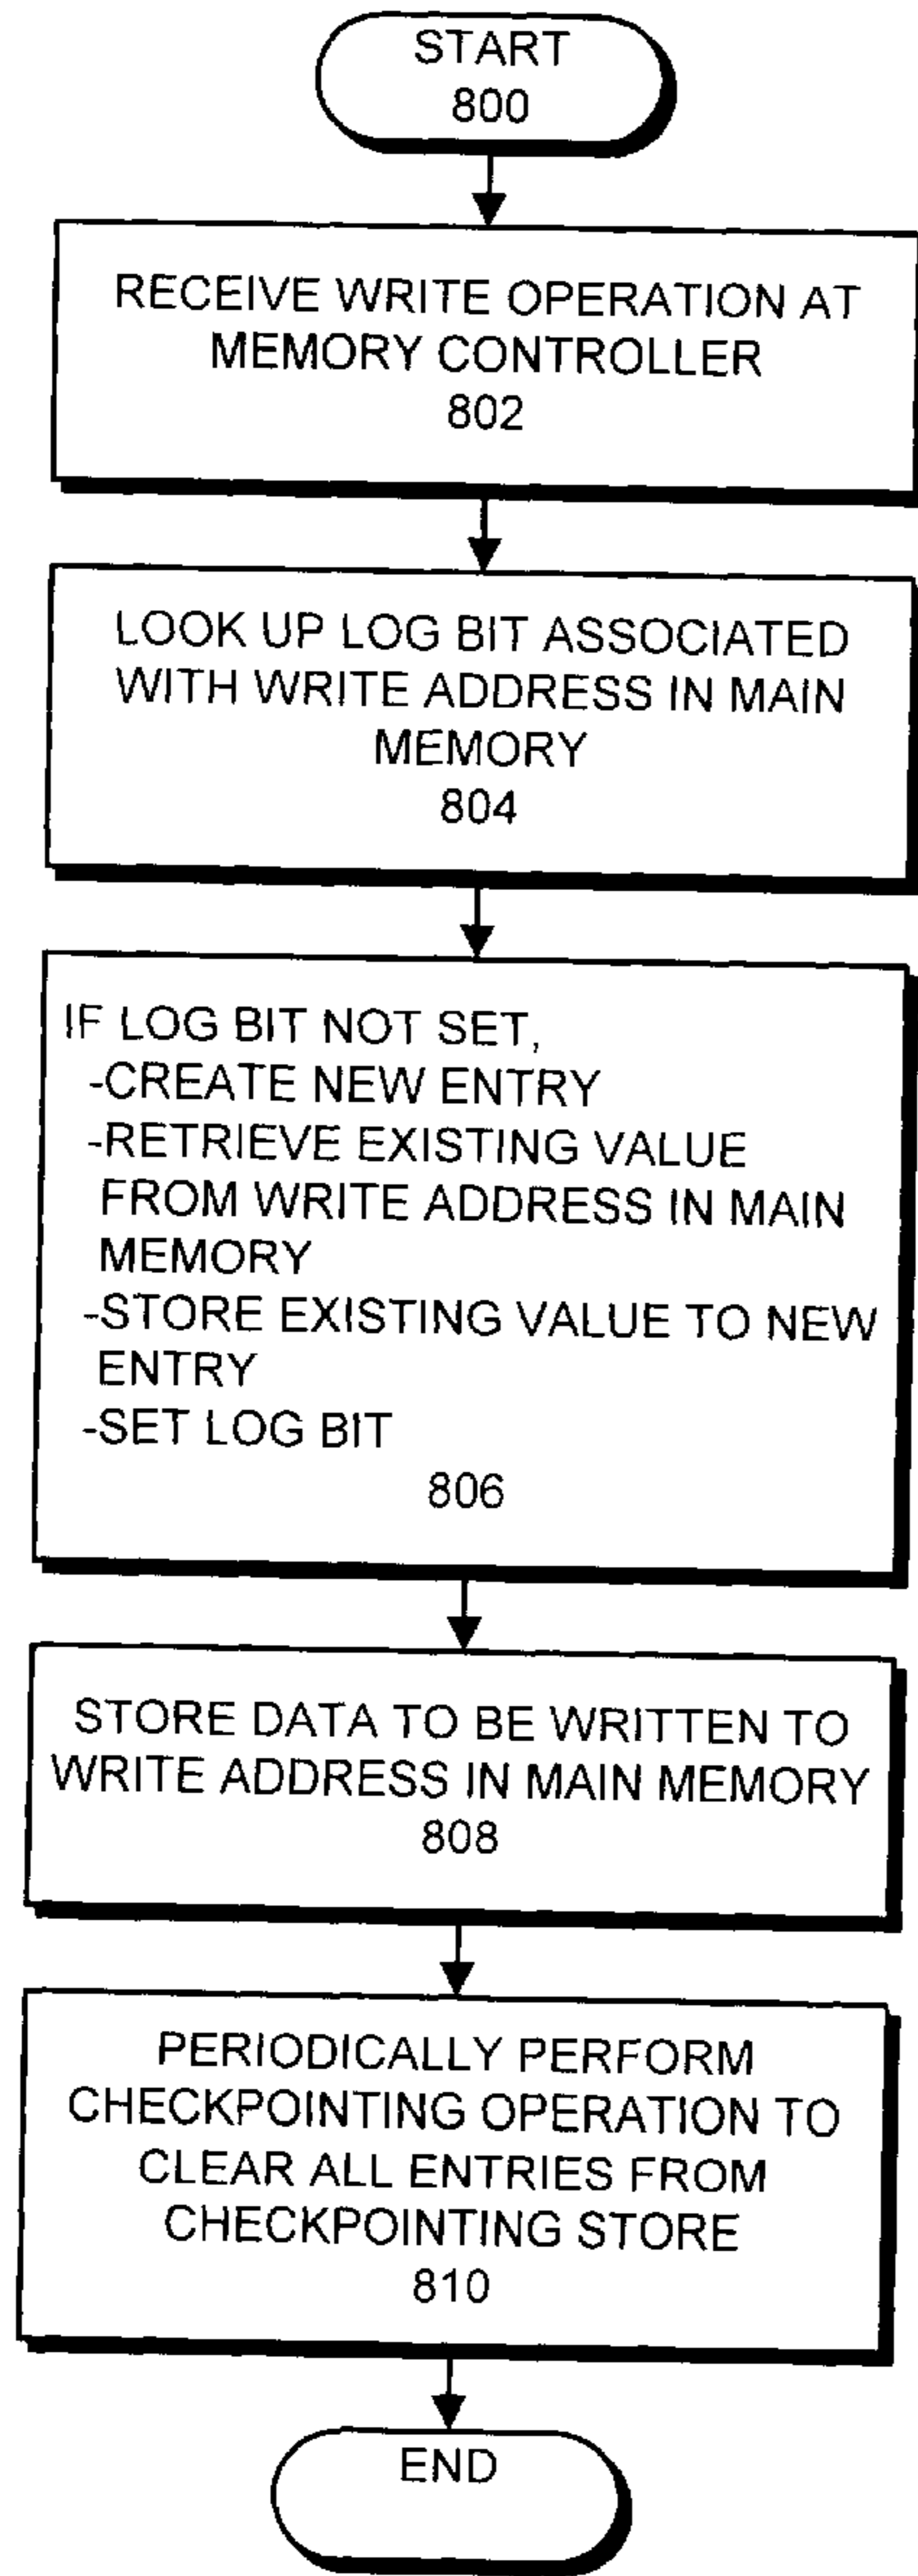 START
800
RECEIVE WRITE OPERATION AT
MEMORY CONTROLLER
802
LOOK UP LOG BIT ASSOCIATED
WITH WRITE ADDRESS IN MAIN
MEMORY
804
IF LOG BIT NOT SET,
-CREATE NEW ENTRY
-RETRIEVE EXISTING VALUE
FROM WRITE ADDRESS IN MAIN
MEMORY
-STORE EXISTING VALUE TO NEW
ENTRY
-SET LOG BIT
806
STORE DATA TO BE WRITTEN TO
WRITE ADDRESS IN MAIN MEMORY
808
PERIODICALLY PERFORM
CHECKPOINTING OPERATION TO
CLEAR ALL ENTRIES FROM
CHECKPOINTING STORE
810
END